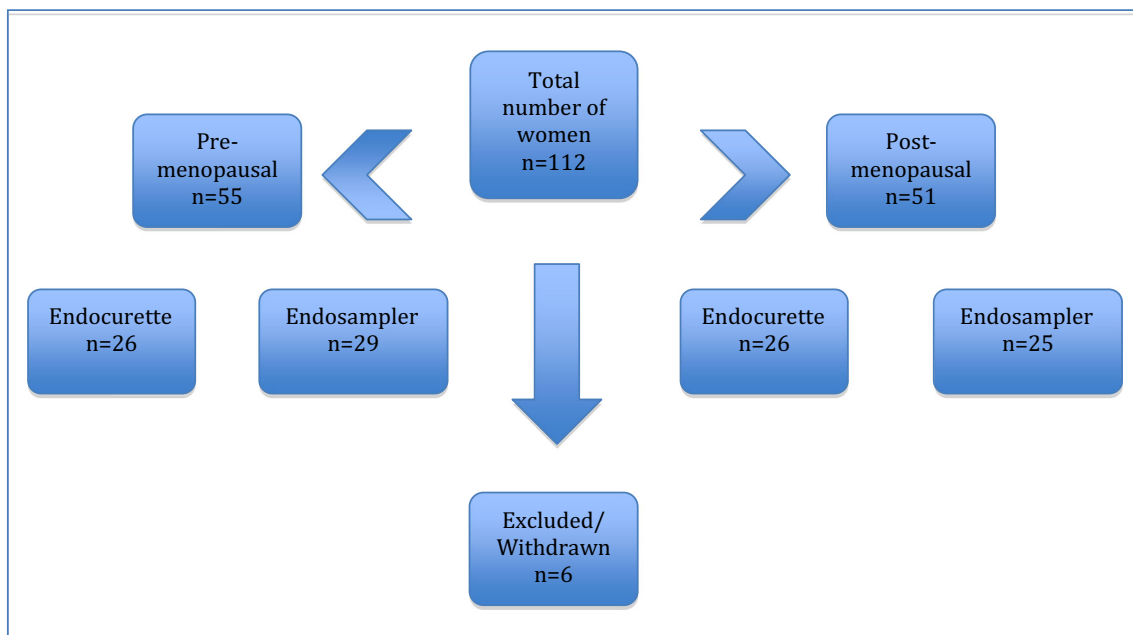 Total
number of
women
n=112
Pre-
menopausal
n=55
Post-
menopausal
n=51
Endocurette
n=26
Endosampler
n=29
Endocurette
n=26
Endosampler
n=25
Excluded/
Withdrawn
n=6